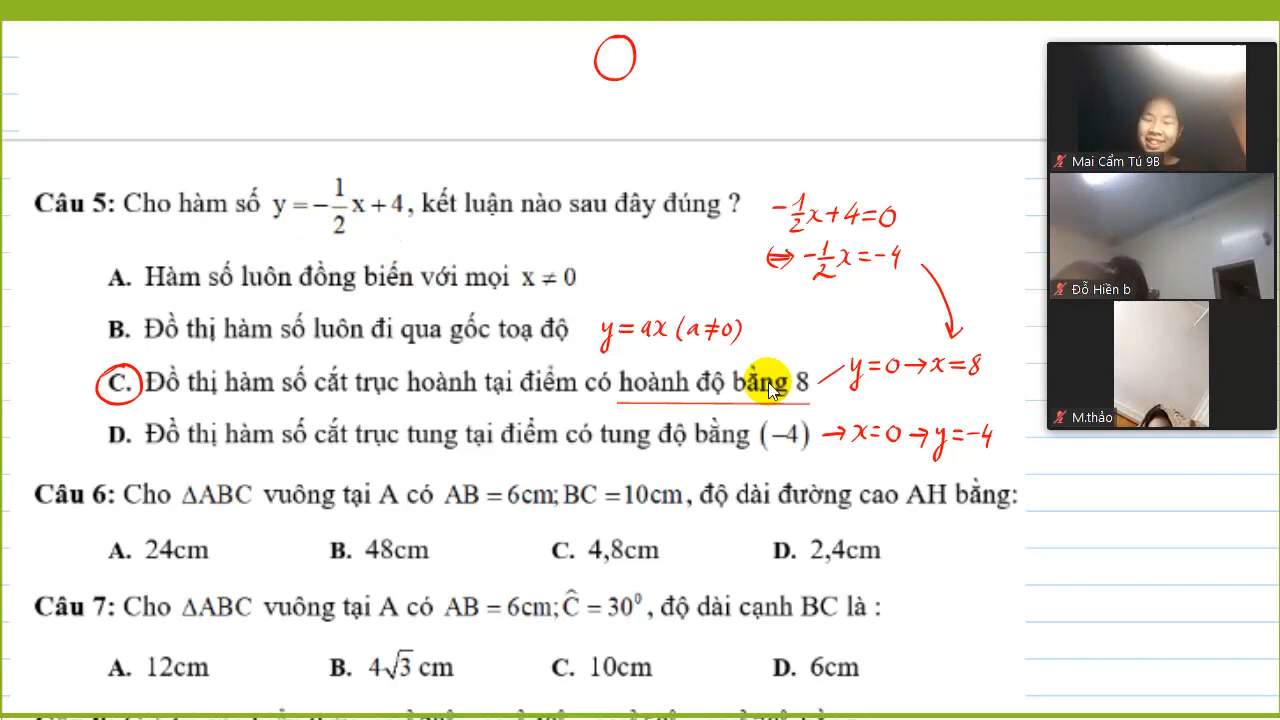 Câu 5: Cho hàm số y = -1/2 x + 4, kết luận nào sau đây đúng ?
-1/2 x + 4 = 0
⇔ -1/2 x = -4
A. Hàm số luôn đồng biến với mọi x ≠ 0
B. Đồ thị hàm số luôn đi qua gốc toạ độ
y = ax (a ≠ 0)
C. Đồ thị hàm số cắt trục hoành tại điểm có hoành độ bằng 8
y = 0 → x = 8
D. Đồ thị hàm số cắt trục tung tại điểm có tung độ bằng (-4)
→ x = 0 → y = -4
Câu 6: Cho ΔABC vuông tại A có AB = 6cm; BC = 10cm, độ dài đường cao AH bằng:
A. 24cm B. 48cm C. 4,8cm D. 2,4cm
Câu 7: Cho ΔABC vuông tại A có AB = 6cm; Ĉ = 30⁰, độ dài cạnh BC là :
A. 12cm B. 4√3 cm C. 10cm D. 6cm
Mai Cẩm Tú 9B
Đỗ Hiền b
M.thảo